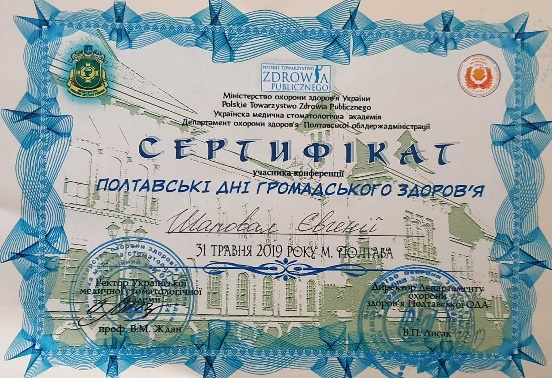 POLSKIE TOWARZYSTWO
ZDROWIA
PUBLICZNEGO
Міністерство охорони здоров'я України
Polskie Towarzystwo Zdrowia Publicznego
Українська медична стоматологічна академія
Департамент охорони здоров'я Полтавської облдержадміністрації
СЕРТИФІКАТ
учасника конференції
ПОЛТАВСЬКІ ДНІ ГРОМАДСЬКОГО ЗДОРОВ'Я
Шаповал Євгенії
31 ТРАВНЯ 2019 РОКУ М. ПОЛТАВА
Ректор Української
медичної стоматологічної
академії
проф. В.М. Ждан
Директор Департаменту
охорони
здоров'я Полтавської ОДА
В.П. Лисак